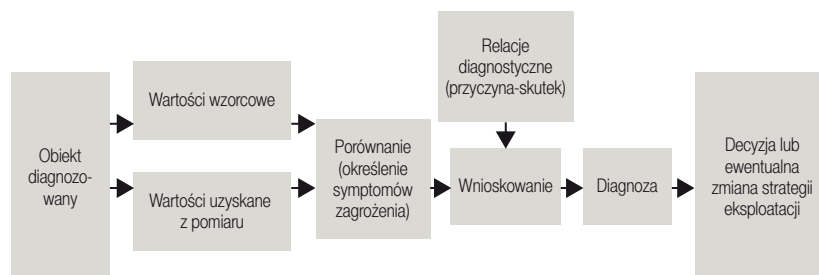 Obiekt
diagnozo-
wany
Wartości wzorcowe
Wartości uzyskane
z pomiaru
Porównanie
(określenie
symptomów
zagrożenia)
Relacje
diagnostyczne
(przyczyna-skutek)
Wnioskowanie
Diagnoza
Decyzja lub
ewentualna
zmiana strategii
eksploatacji